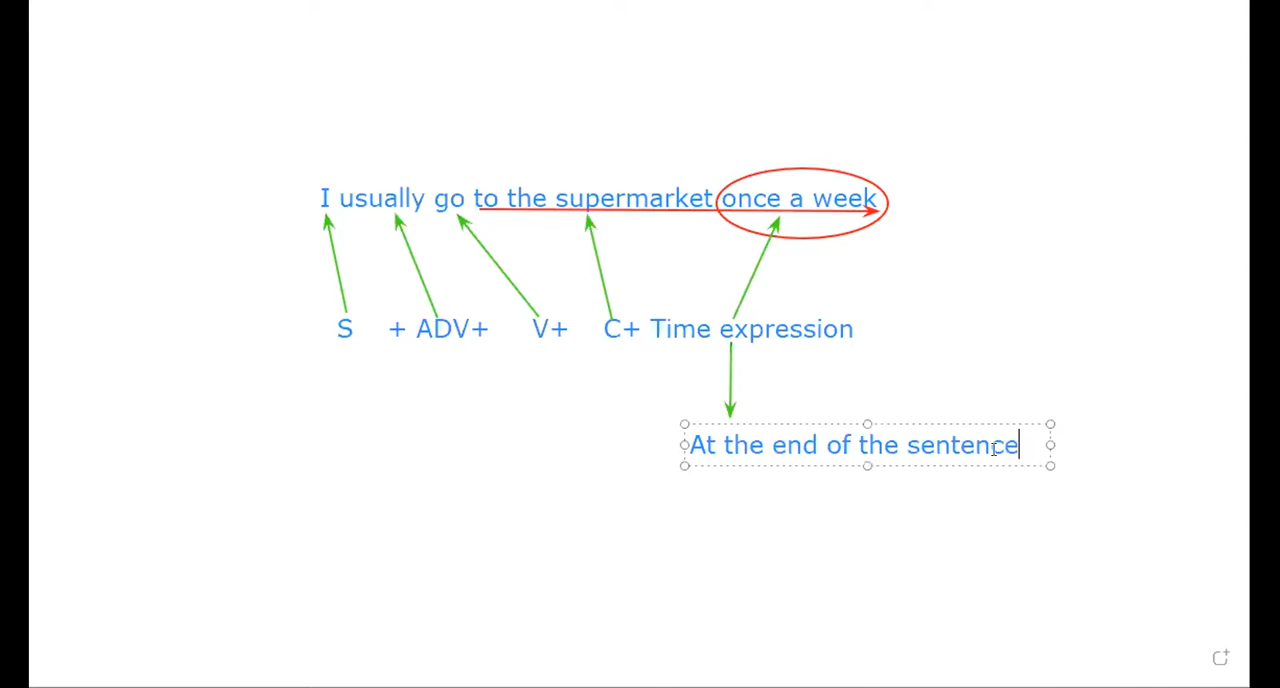 I usually go to the supermarket once a week
S + ADV+ V+ C+ Time expression
At the end of the sentence